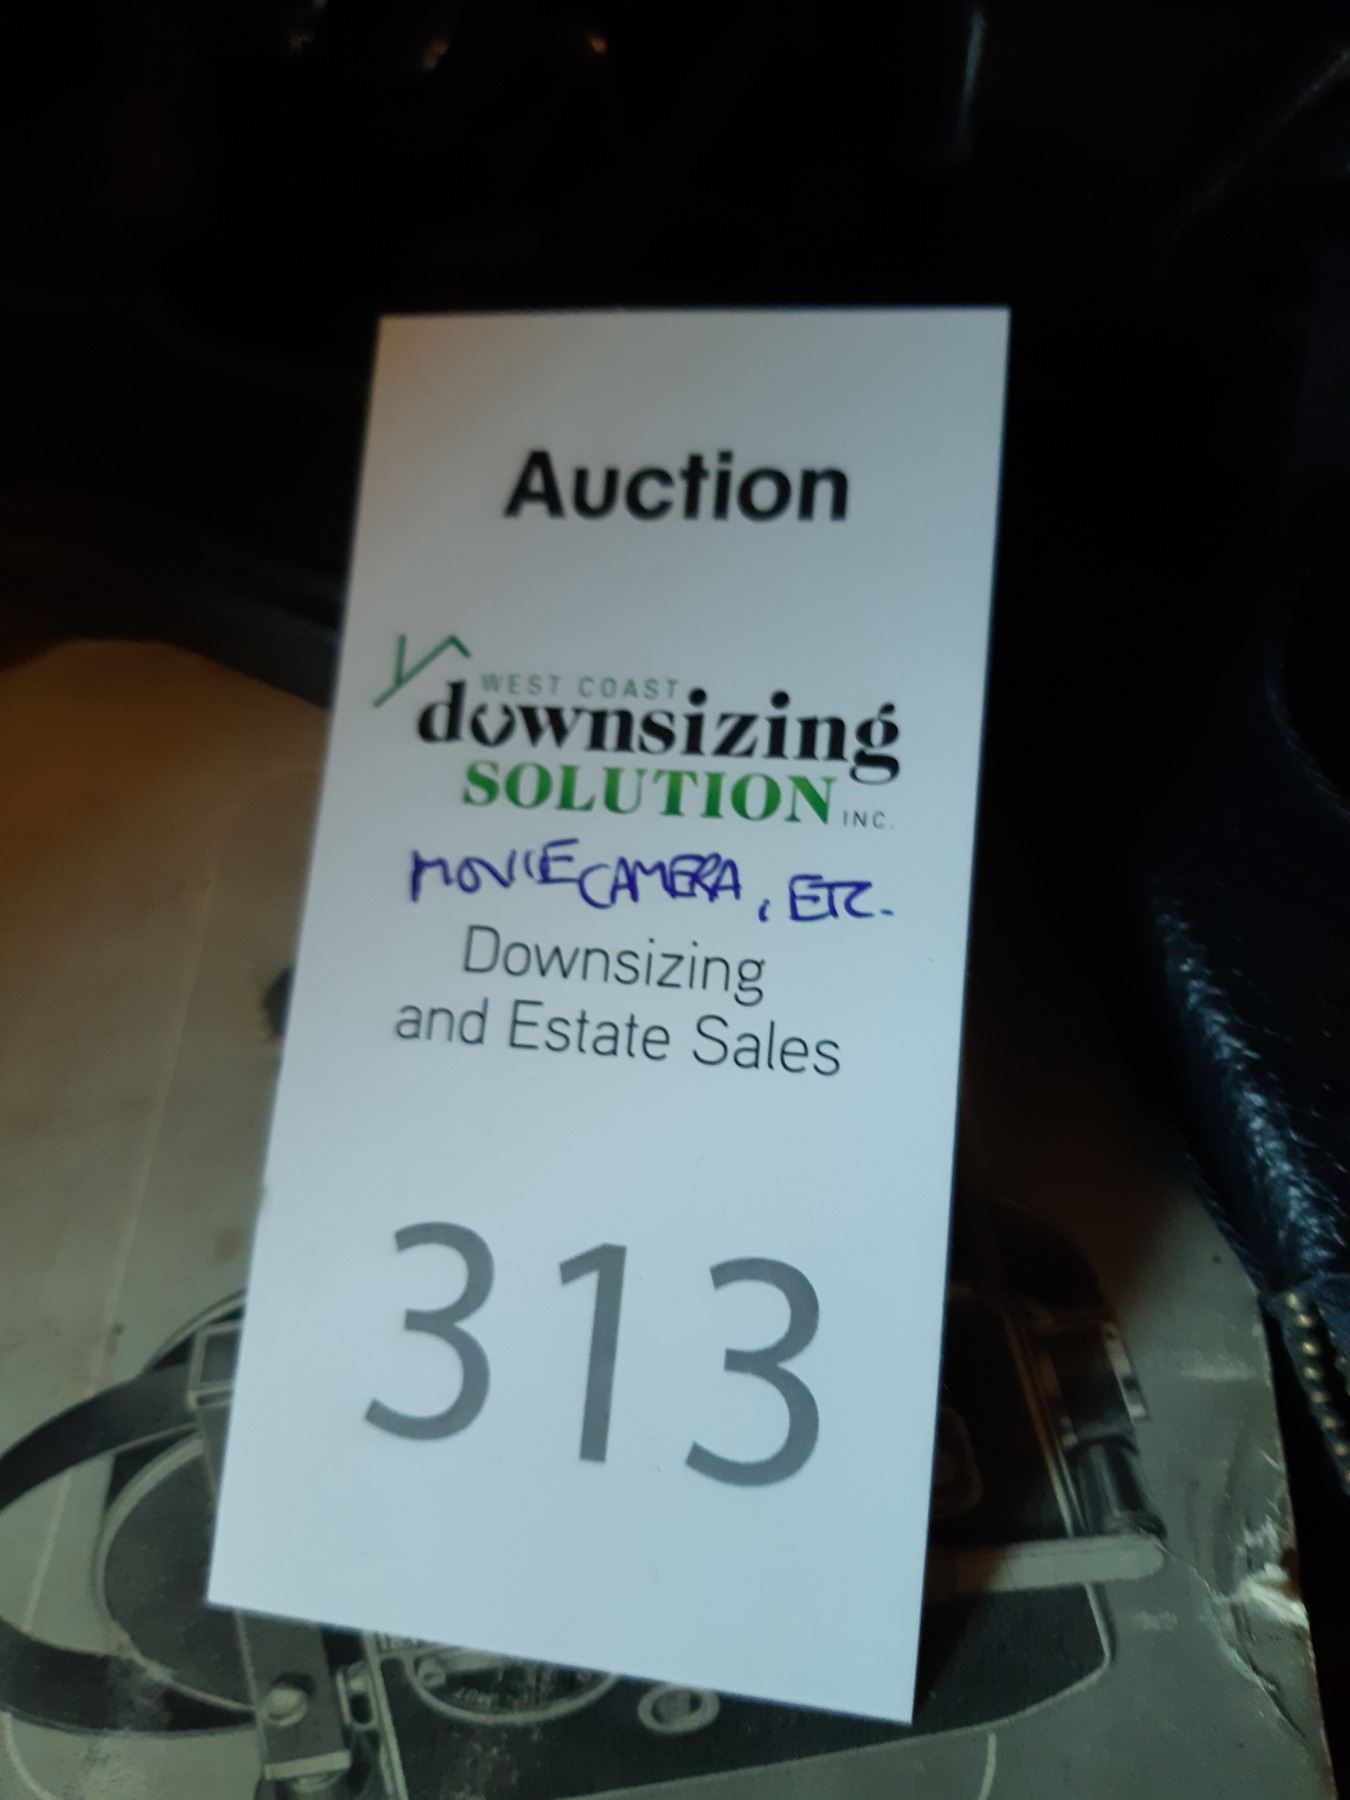 Auction
WEST COAST
downsizing
SOLUTION INC.
MOVIE CAMERA, ETC.
Downsizing
and Estate Sales
313